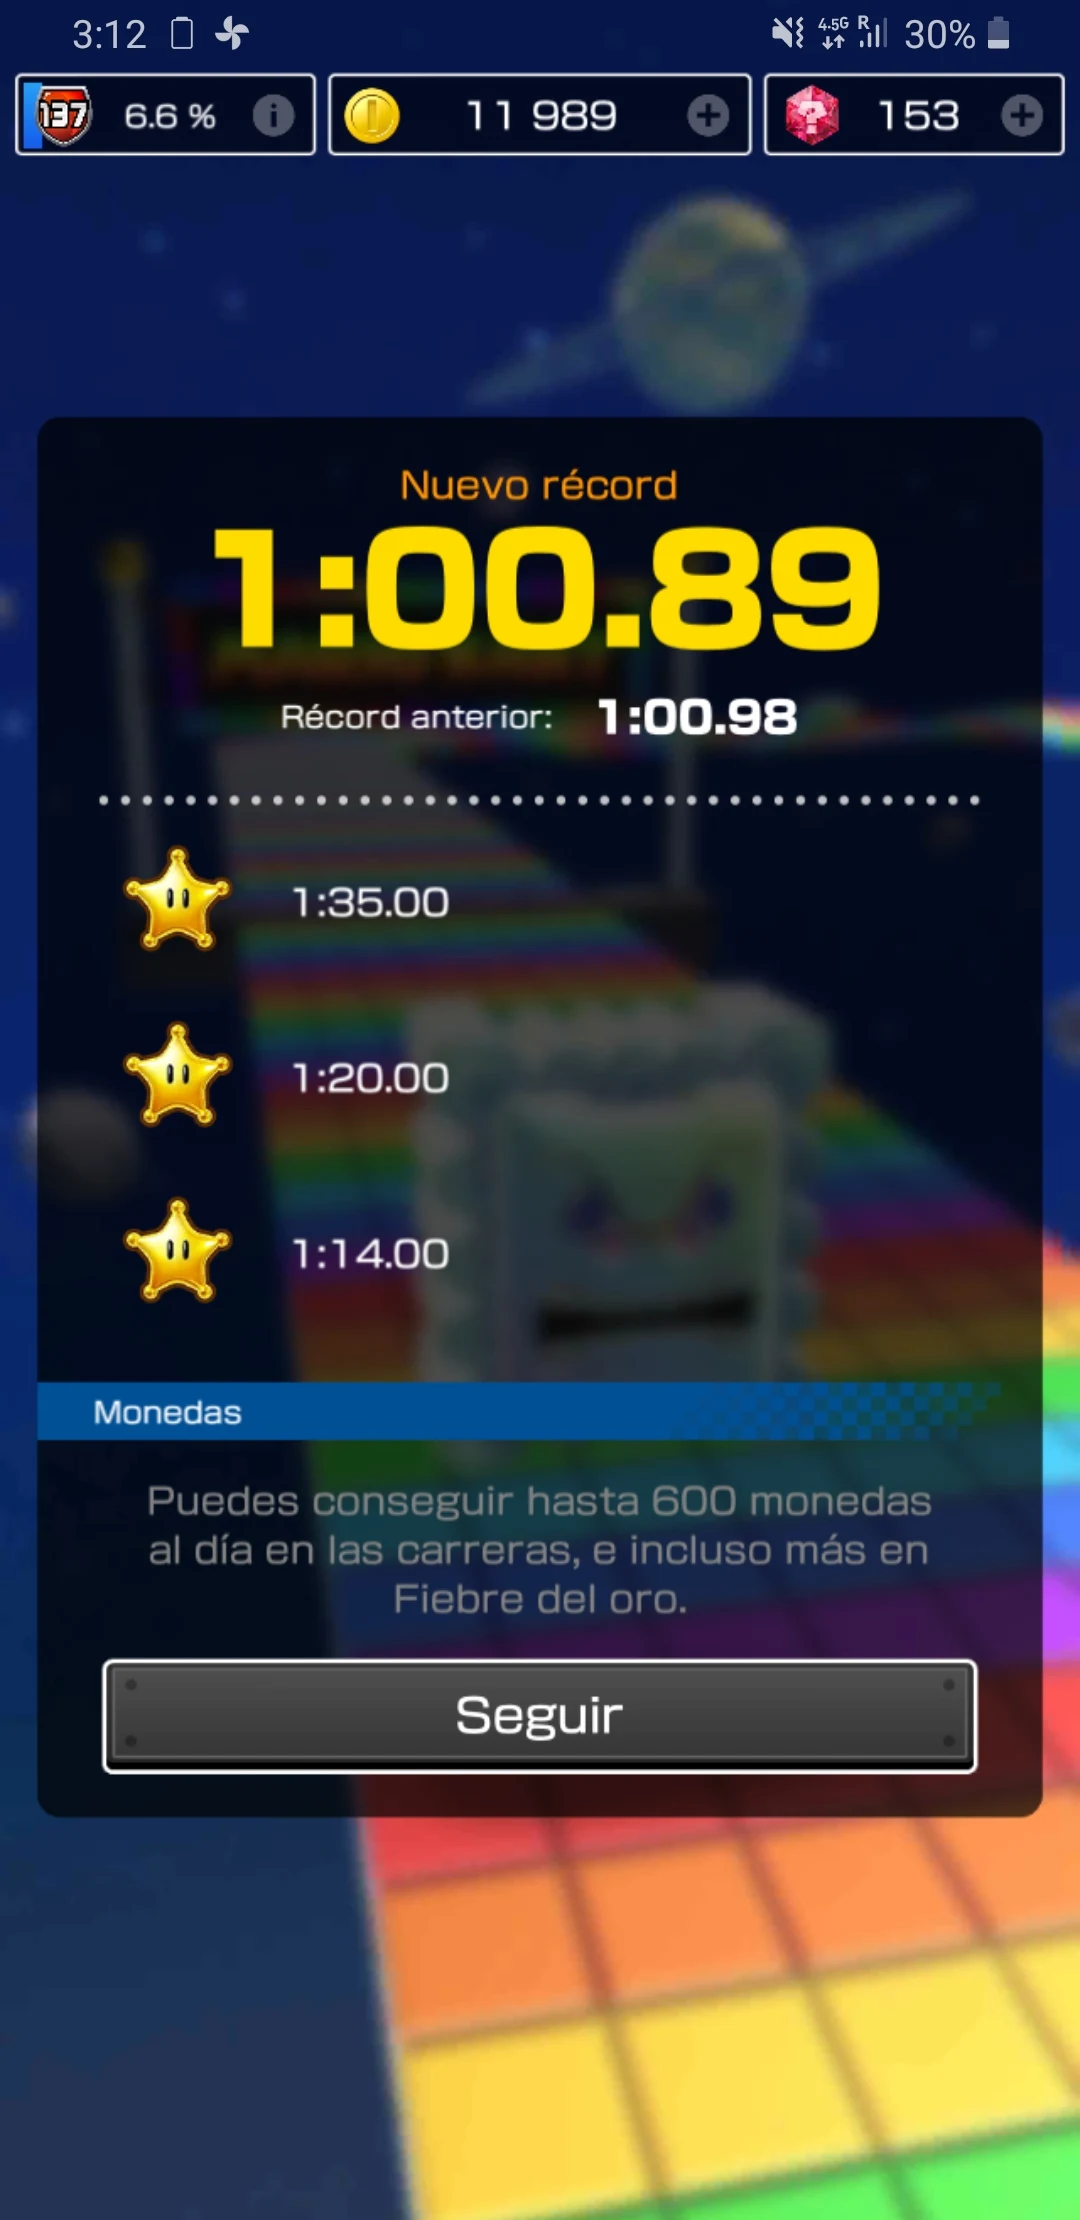 3:12 4.5G R 30%
137 6.6 % i 11 989 + ? 153 +
Nuevo récord
1:00.89
Récord anterior: 1:00.98
1:35.00
1:20.00
1:14.00
Monedas
Puedes conseguir hasta 600 monedas
al día en las carreras, e incluso más en
Fiebre del oro.
Seguir